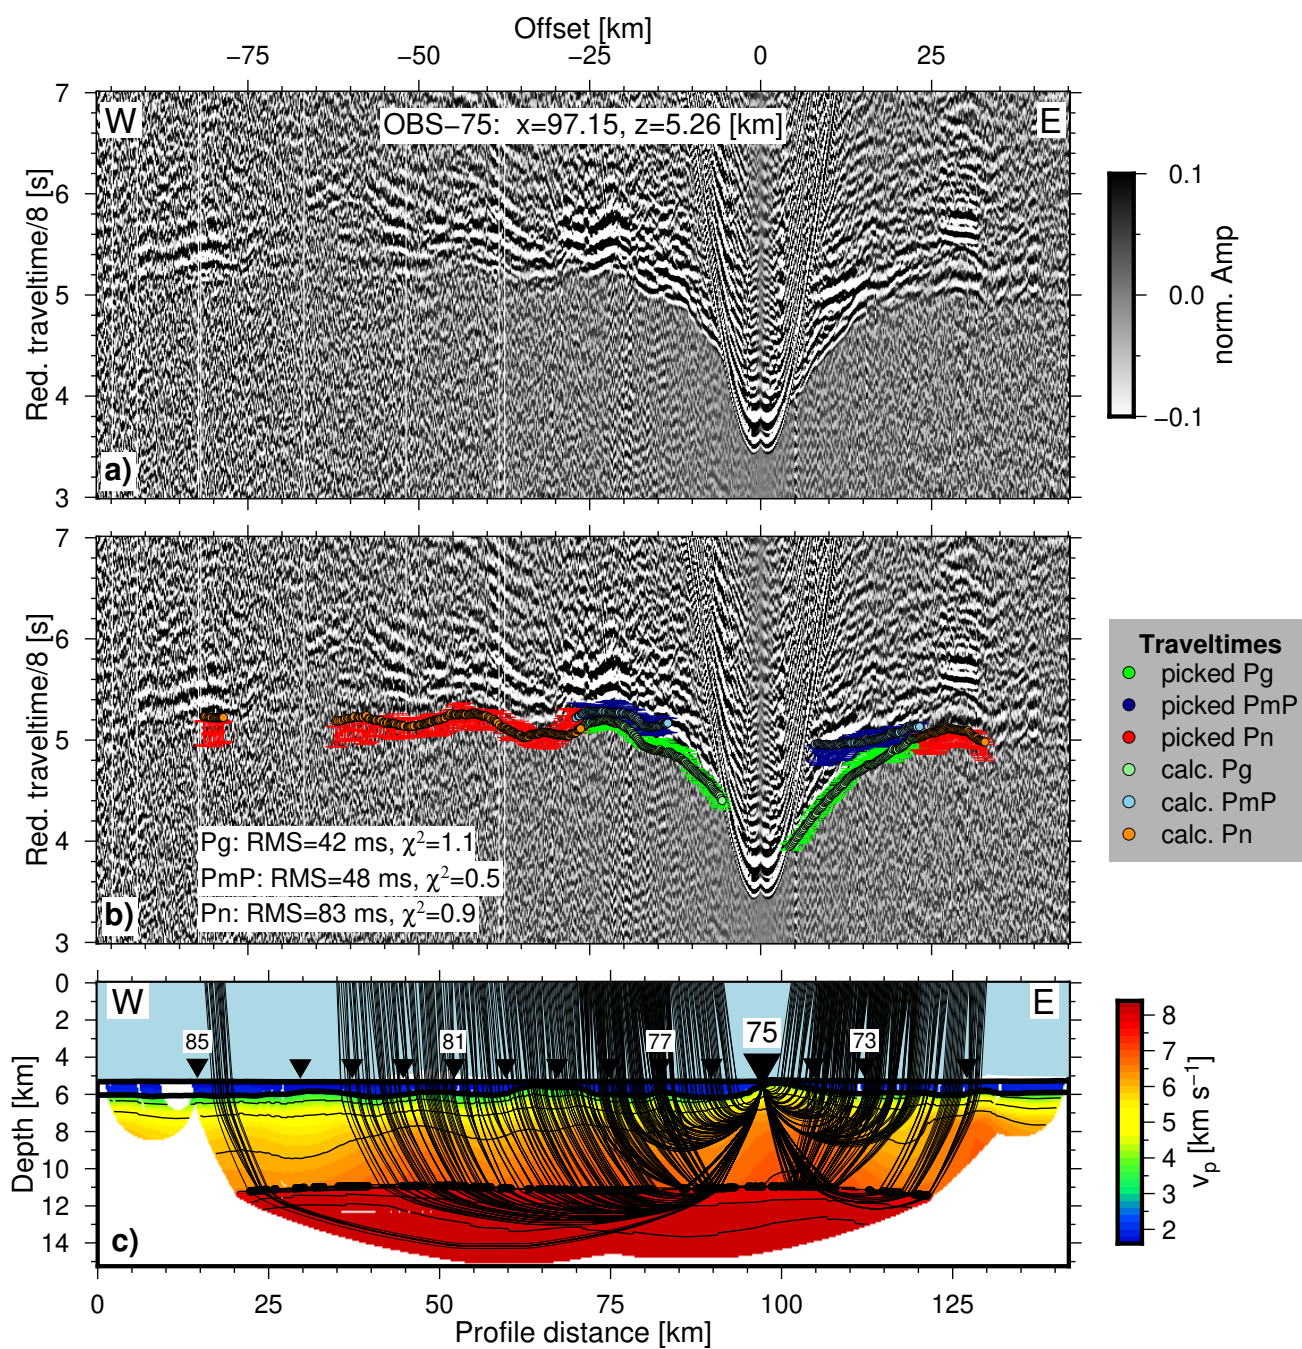 Offset [km]
−75 −50 −25 0 25
7
6
5
4
3
Red. traveltime/8 [s]
W
OBS−75: x=97.15, z=5.26 [km]
E
a)
0.1
0.0
−0.1
norm. Amp
7
6
5
4
3
Red. traveltime/8 [s]
Pg: RMS=42 ms, χ²=1.1
PmP: RMS=48 ms, χ²=0.5
Pn: RMS=83 ms, χ²=0.9
b)
Traveltimes
picked Pg
picked PmP
picked Pn
calc. Pg
calc. PmP
calc. Pn
0
2
4
6
8
10
12
14
Depth [km]
W
E
85 81 77 75 73
c)
8
7
6
5
4
3
2
vₚ [km s⁻¹]
0 25 50 75 100 125
Profile distance [km]